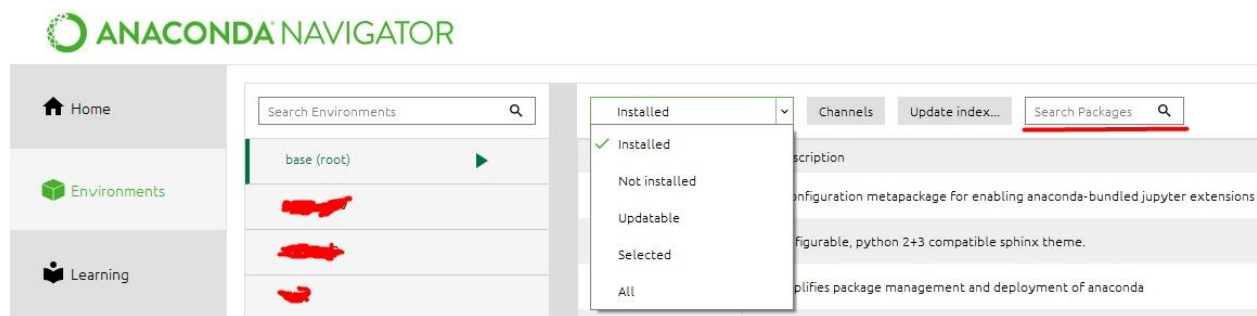 ANACONDA NAVIGATOR
Home
Environments
Learning
Search Environments
base (root)
Installed
Channels
Update index...
Search Packages
Installed
Not installed
Updatable
Selected
All
scription
nfiguration metapackage for enabling anaconda-bundled jupyter extensions
figurable, python 2+3 compatible sphinx theme.
plifies package management and deployment of anaconda